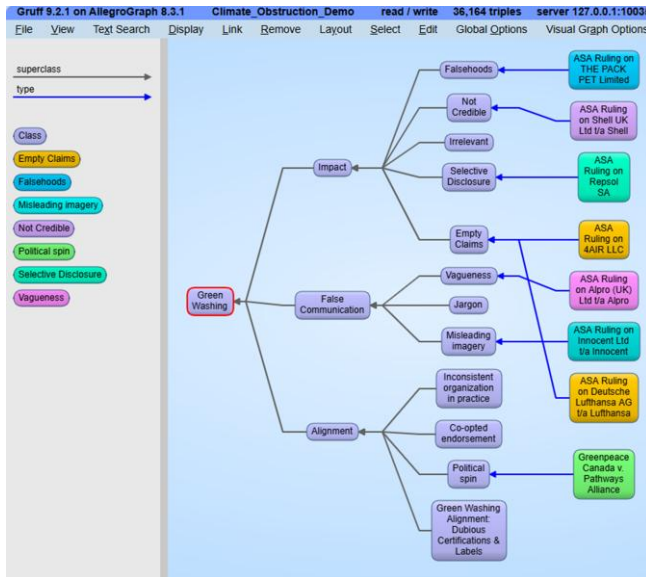 Gruff 9.2.1 on AllegroGraph 8.3.1 Climate_Obstruction_Demo read / write 36,164 triples server 127.0.0.1:1003
File View Text Search Display Link Remove Layout Select Edit Global Options Visual Graph Options
superclass
type
Class
Empty Claims
Falsehoods
Misleading imagery
Not Credible
Political spin
Selective Disclosure
Vagueness
Green
Washing
Impact
False
Communication
Alignment
Falsehoods
Not
Credible
Irrelevant
Selective
Disclosure
Empty
Claims
Vagueness
Jargon
Misleading
imagery
Inconsistent
organization
in practice
Co-opted
endorsement
Political
spin
Green Washing
Alignment:
Dubious
Certifications &
Labels
ASA Ruling on
THE PACK
PET Limited
ASA Ruling
on Shell UK
Ltd t/a Shell
ASA
Ruling on
Repsol
SA
ASA
Ruling on
4AIR LLC
ASA Ruling
on Alpro (UK)
Ltd t/a Alpro
ASA Ruling on
Innocent Ltd
t/a Innocent
ASA Ruling
on Deutsche
Lufthansa AG
t/a Lufthansa
Greenpeace
Canada v.
Pathways
Alliance